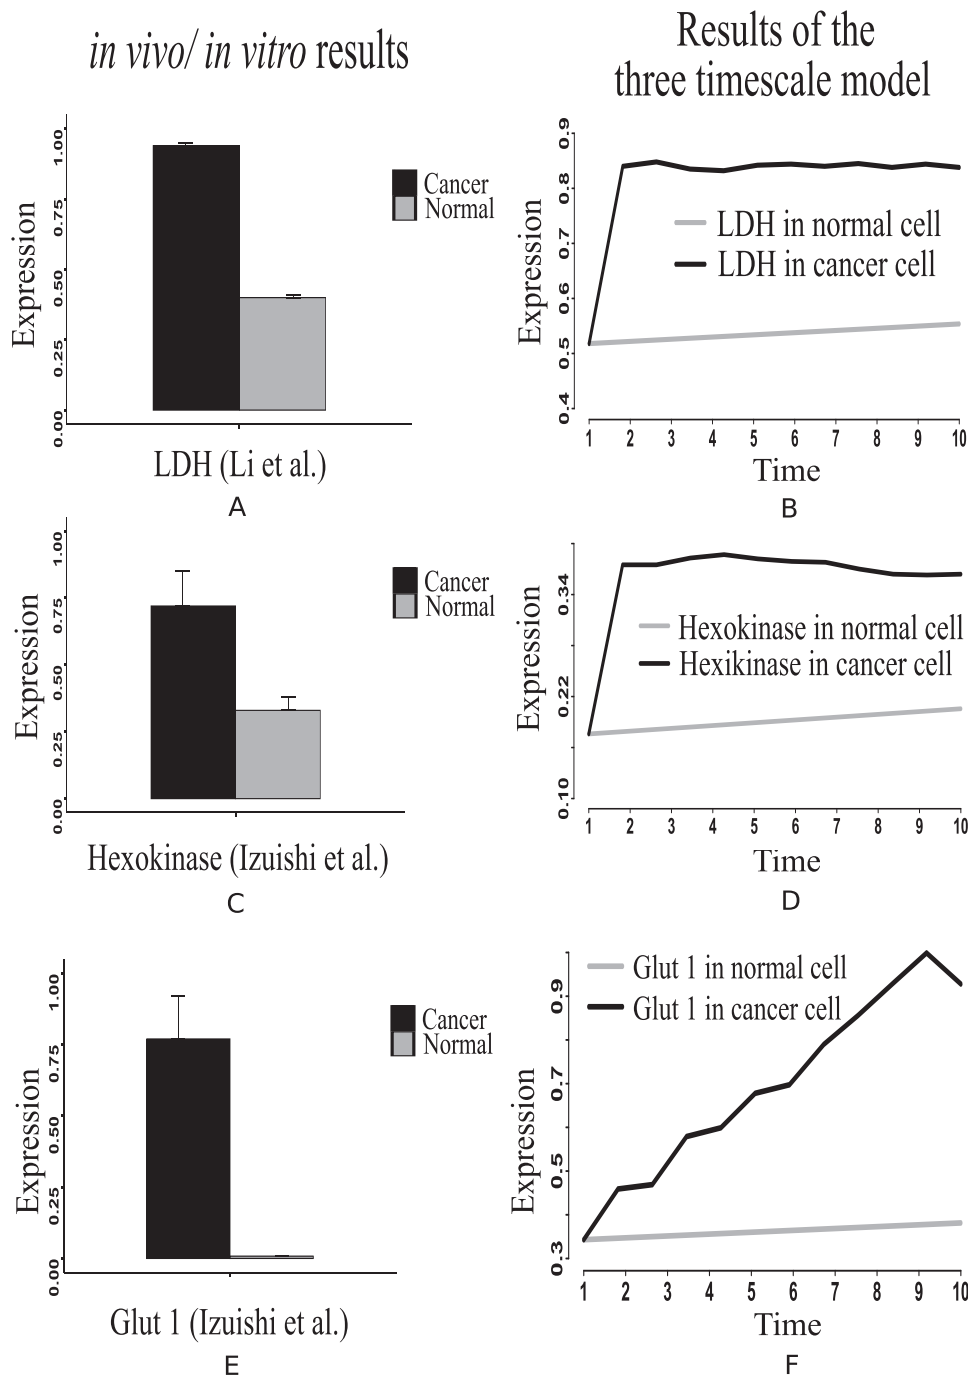 in vivo/ in vitro results
Results of the
three timescale model
Expression
0.00 0.25 0.50 0.75 1.00
Cancer
Normal
LDH (Li et al.)
A
Expression
0.4 0.5 0.6 0.7 0.8 0.9
LDH in normal cell
LDH in cancer cell
1 2 3 4 5 6 7 8 9 10
Time
B
Expression
0.00 0.25 0.50 0.75 1.00
Cancer
Normal
Hexokinase (Izuishi et al.)
C
Expression
0.10 0.22 0.34
Hexokinase in normal cell
Hexikinase in cancer cell
1 2 3 4 5 6 7 8 9 10
Time
D
Expression
0.00 0.25 0.50 0.75 1.00
Cancer
Normal
Glut 1 (Izuishi et al.)
E
Expression
0.3 0.5 0.7 0.9
Glut 1 in normal cell
Glut 1 in cancer cell
1 2 3 4 5 6 7 8 9 10
Time
F